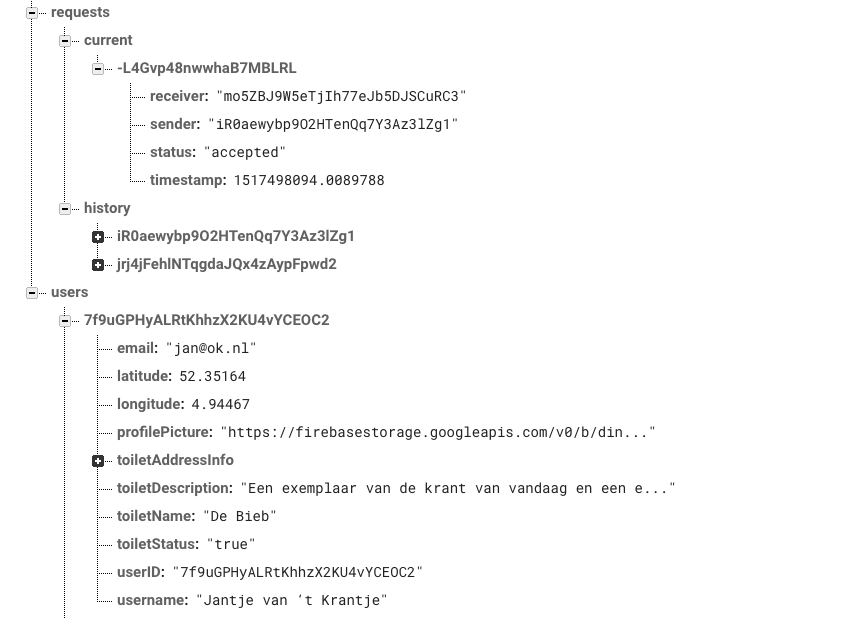 requests
current
-L4Gvp48nwwhaB7MBLRL
receiver: "mo5ZBJ9W5eTjIh77eJb5DJSCuRC3"
sender: "iR0aewybp9O2HTenQq7Y3Az3lZg1"
status: "accepted"
timestamp: 1517498094.0089788
history
iR0aewybp9O2HTenQq7Y3Az3lZg1
jrj4jFehlNTqgdaJQx4zAypFpwd2
users
7f9uGPHyALRtKhhzX2KU4vYCEOC2
email: "jan@ok.nl"
latitude: 52.35164
longitude: 4.94467
profilePicture: "https://firebasestorage.googleapis.com/v0/b/din..."
toiletAddressInfo
toiletDescription: "Een exemplaar van de krant van vandaag en een e..."
toiletName: "De Bieb"
toiletStatus: "true"
userID: "7f9uGPHyALRtKhhzX2KU4vYCEOC2"
username: "Jantje van ‘t Krantje"